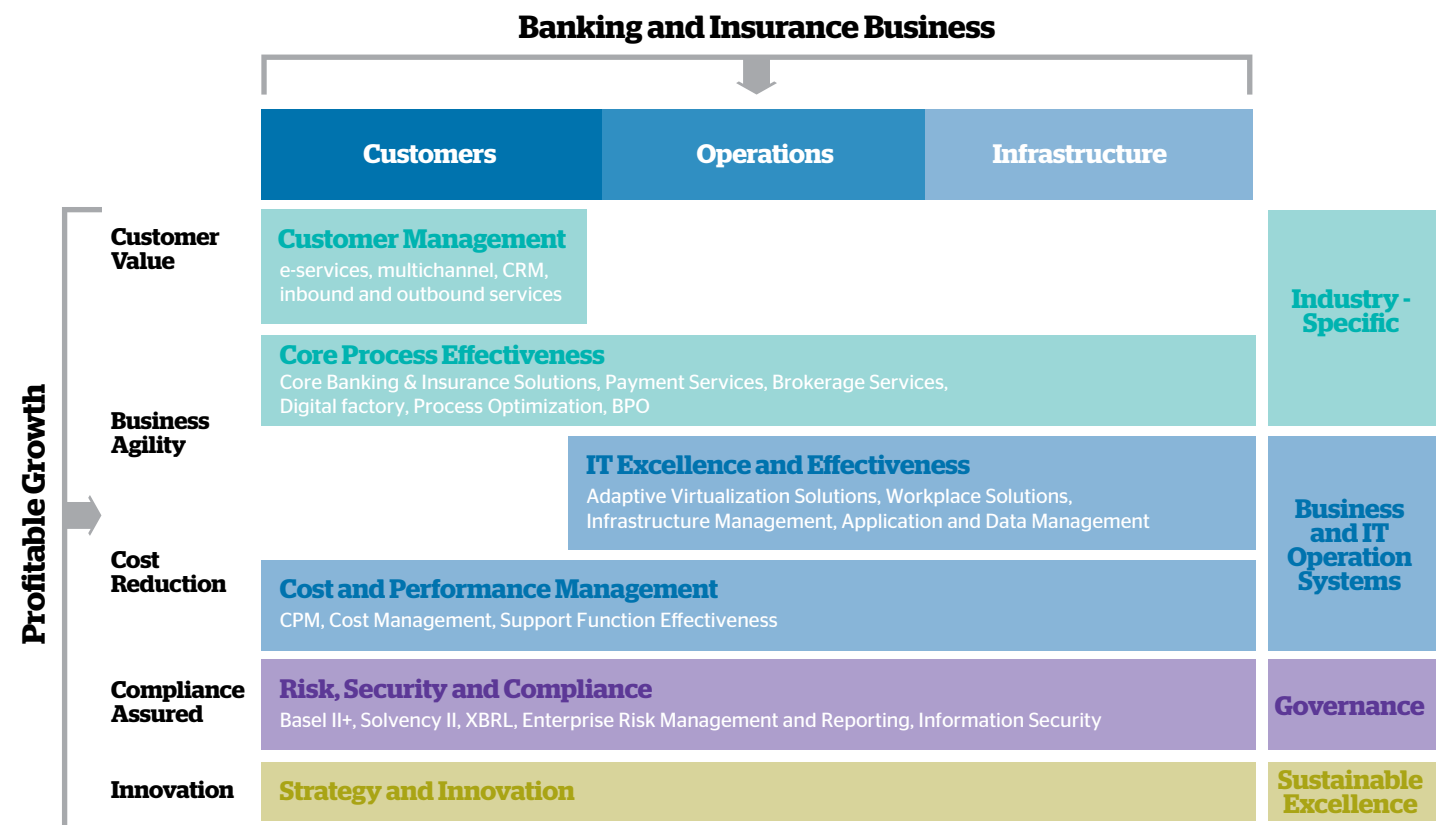 Banking and Insurance Business
Customers
Operations
Infrastructure
Profitable Growth
Customer
Value
Customer Management
e-services, multichannel, CRM,
inbound and outbound services
Industry -
Specific
Core Process Effectiveness
Core Banking & Insurance Solutions, Payment Services, Brokerage Services,
Digital factory, Process Optimization, BPO
Business
Agility
IT Excellence and Effectiveness
Adaptive Virtualization Solutions, Workplace Solutions,
Infrastructure Management, Application and Data Management
Business
and IT
Operation
Systems
Cost
Reduction
Cost and Performance Management
CPM, Cost Management, Support Function Effectiveness
Compliance
Assured
Risk, Security and Compliance
Basel II+, Solvency II, XBRL, Enterprise Risk Management and Reporting, Information Security
Governance
Innovation
Strategy and Innovation
Sustainable
Excellence